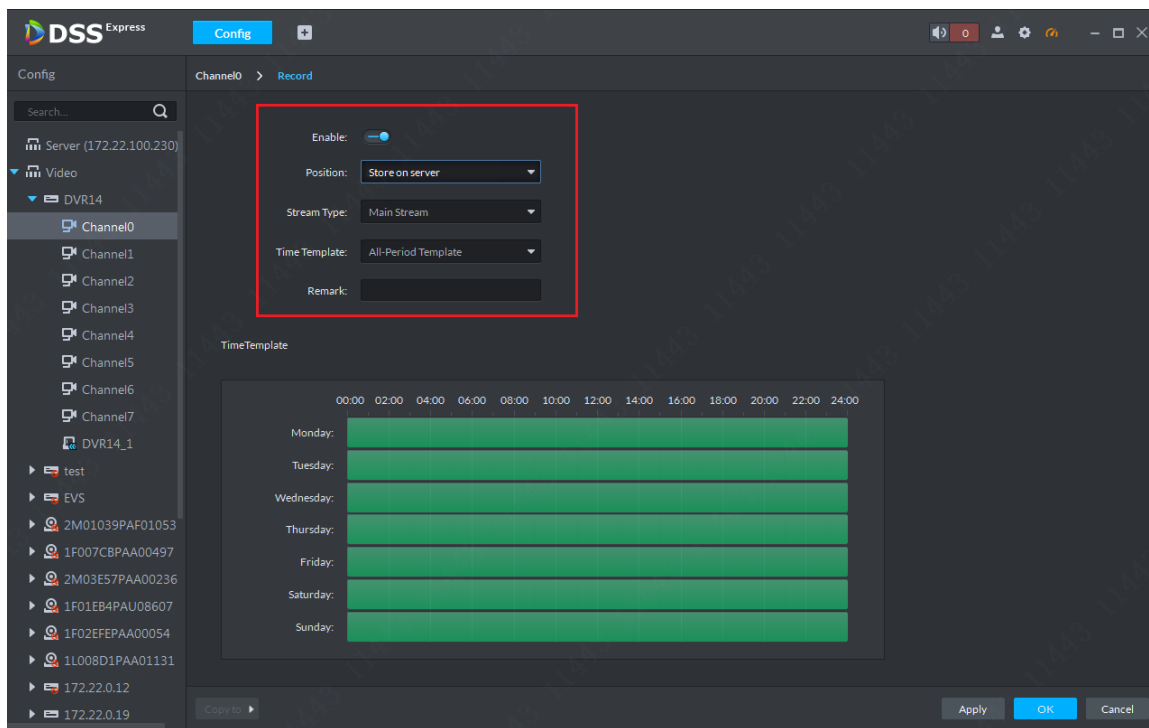 DSS Express
Config
0
Config
Channel0 > Record
Search...
Server (172.22.100.230)
Video
DVR14
Channel0
Channel1
Channel2
Channel3
Channel4
Channel5
Channel6
Channel7
DVR14_1
test
EVS
2M01039PAF01053
1F007CBPAA00497
2M03E57PAA00236
1F01EB4PAU08607
1F02EFEPAA00054
1L008D1PAA01131
172.22.0.12
172.22.0.19
Enable:
Position: Store on server
Stream Type: Main Stream
Time Template: All-Period Template
Remark:
TimeTemplate
00:00 02:00 04:00 06:00 08:00 10:00 12:00 14:00 16:00 18:00 20:00 22:00 24:00
Monday:
Tuesday:
Wednesday:
Thursday:
Friday:
Saturday:
Sunday:
Copy to
Apply OK Cancel